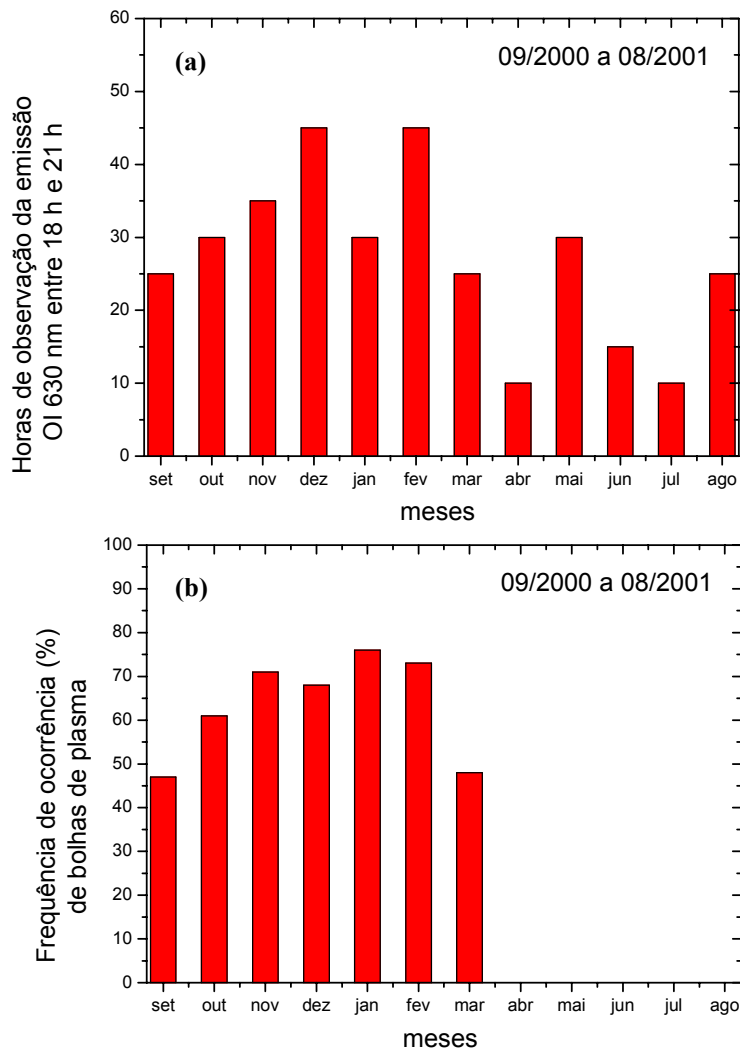 60
50
40
30
20
10
0
(a)
09/2000 a 08/2001
Horas de observação da emissão
OI 630 nm entre 18 h e 21 h
set out nov dez jan fev mar abr mai jun jul ago
meses
100
90
80
70
60
50
40
30
20
10
0
(b)
09/2000 a 08/2001
Frequência de ocorrência (%)
de bolhas de plasma
set out nov dez jan fev mar abr mai jun jul ago
meses